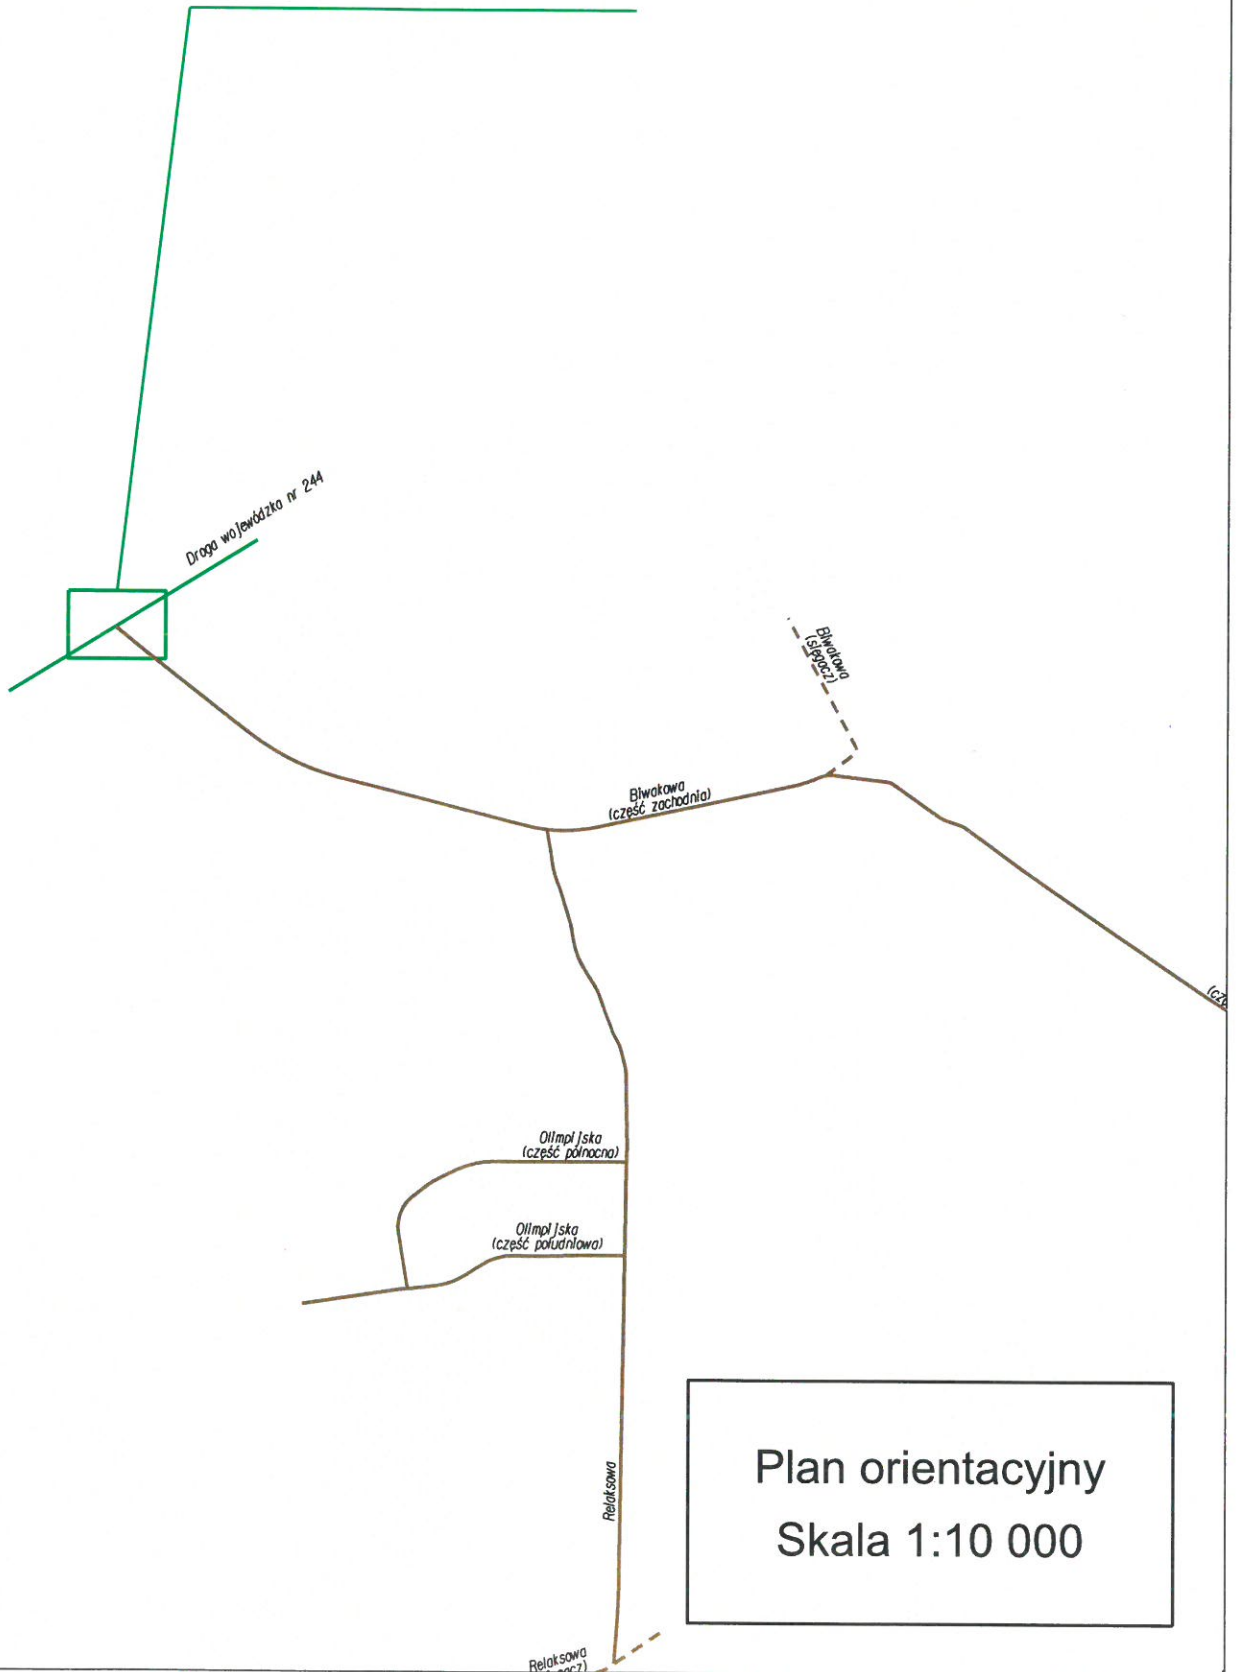 Droga wojewódzka nr 244
Biwakowa
(sięgacz)
Biwakowa
(część zachodnia)
(czę
Olimpijska
(część północna)
Olimpijska
(część południowa)
Relaksowa
Plan orientacyjny
Skala 1:10 000
Relaksowa